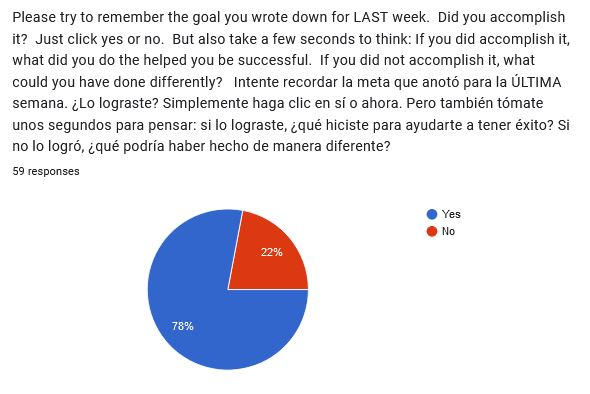 Please try to remember the goal you wrote down for LAST week.  Did you accomplish
it?  Just click yes or no.  But also take a few seconds to think: If you did accomplish it,
what did you do the helped you be successful.  If you did not accomplish it, what
could you have done differently?   Intente recordar la meta que anotó para la ÚLTIMA
semana. ¿Lo lograste? Simplemente haga clic en sí o ahora. Pero también tómate
unos segundos para pensar: si lo lograste, ¿qué hiciste para ayudarte a tener éxito? Si
no lo logró, ¿qué podría haber hecho de manera diferente?
59 responses
Yes
No
22%
78%